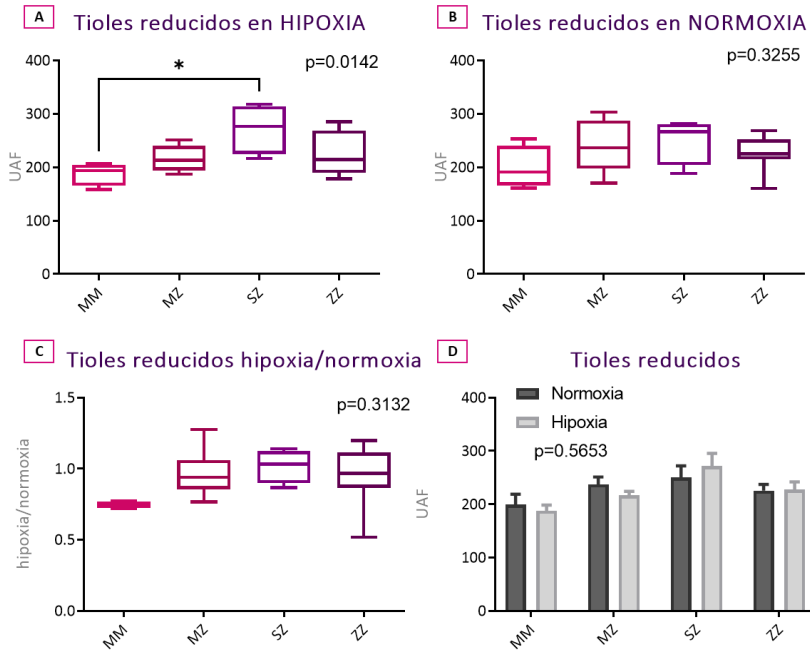 A
Tioles reducidos en HIPOXIA
*
p=0.0142
400
300
200
100
0
UAF
MM
MZ
SZ
ZZ
B
Tioles reducidos en NORMOXIA
p=0.3255
400
300
200
100
0
UAF
MM
MZ
SZ
ZZ
C
Tioles reducidos hipoxia/normoxia
p=0.3132
1.5
1.0
0.5
0.0
hipoxia/normoxia
MM
MZ
SZ
ZZ
D
Tioles reducidos
Normoxia
Hipoxia
p=0.5653
400
300
200
100
0
UAF
MM
MZ
SZ
ZZ